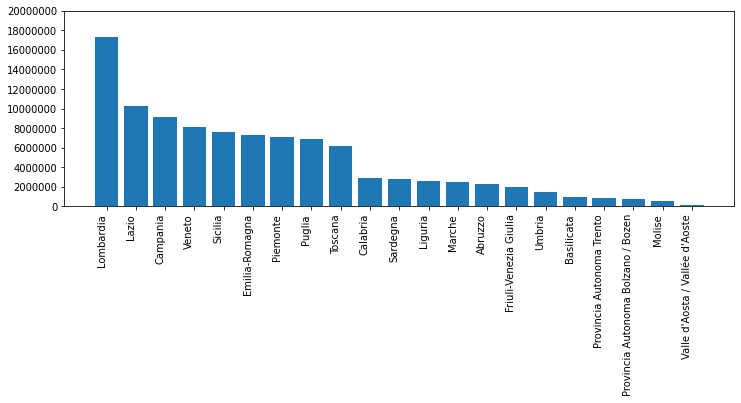 20000000
18000000
16000000
14000000
12000000
10000000
8000000
6000000
4000000
2000000
0
Lombardia
Lazio
Campania
Veneto
Sicilia
Emilia-Romagna
Piemonte
Puglia
Toscana
Calabria
Sardegna
Liguria
Marche
Abruzzo
Friuli-Venezia Giulia
Umbria
Basilicata
Provincia Autonoma Trento
Provincia Autonoma Bolzano / Bozen
Molise
Valle d'Aosta / Vallée d'Aoste